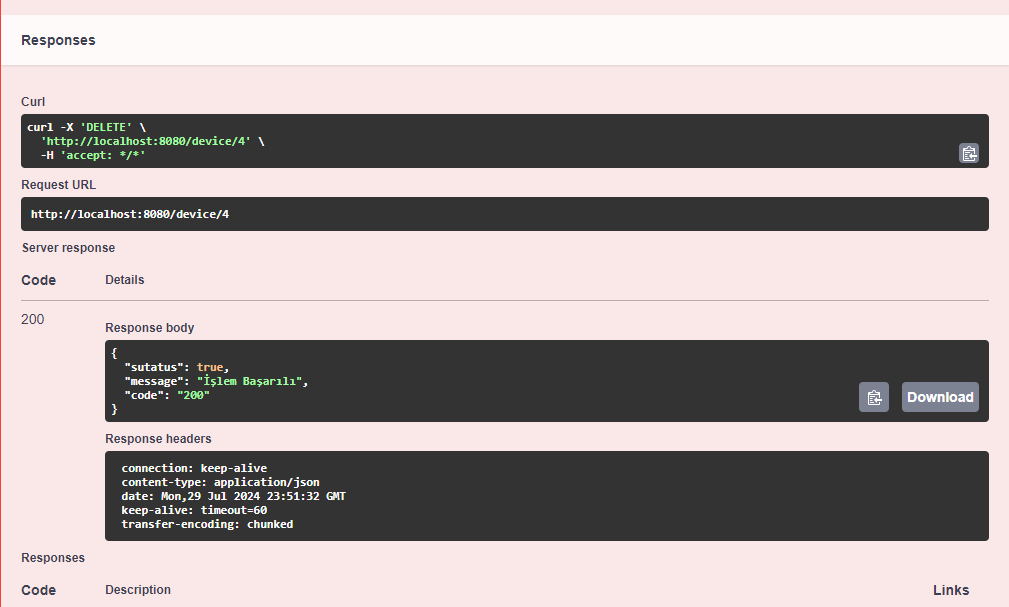 Responses
Curl
curl -X 'DELETE' \
  'http://localhost:8080/device/4' \
  -H 'accept: */*'
Request URL
http://localhost:8080/device/4
Server response
Code Details
200
Response body
{
  "sutatus": true,
  "message": "İşlem Başarılı",
  "code": "200"
}
Download
Response headers
connection: keep-alive
content-type: application/json
date: Mon,29 Jul 2024 23:51:32 GMT
keep-alive: timeout=60
transfer-encoding: chunked
Responses
Code Description Links